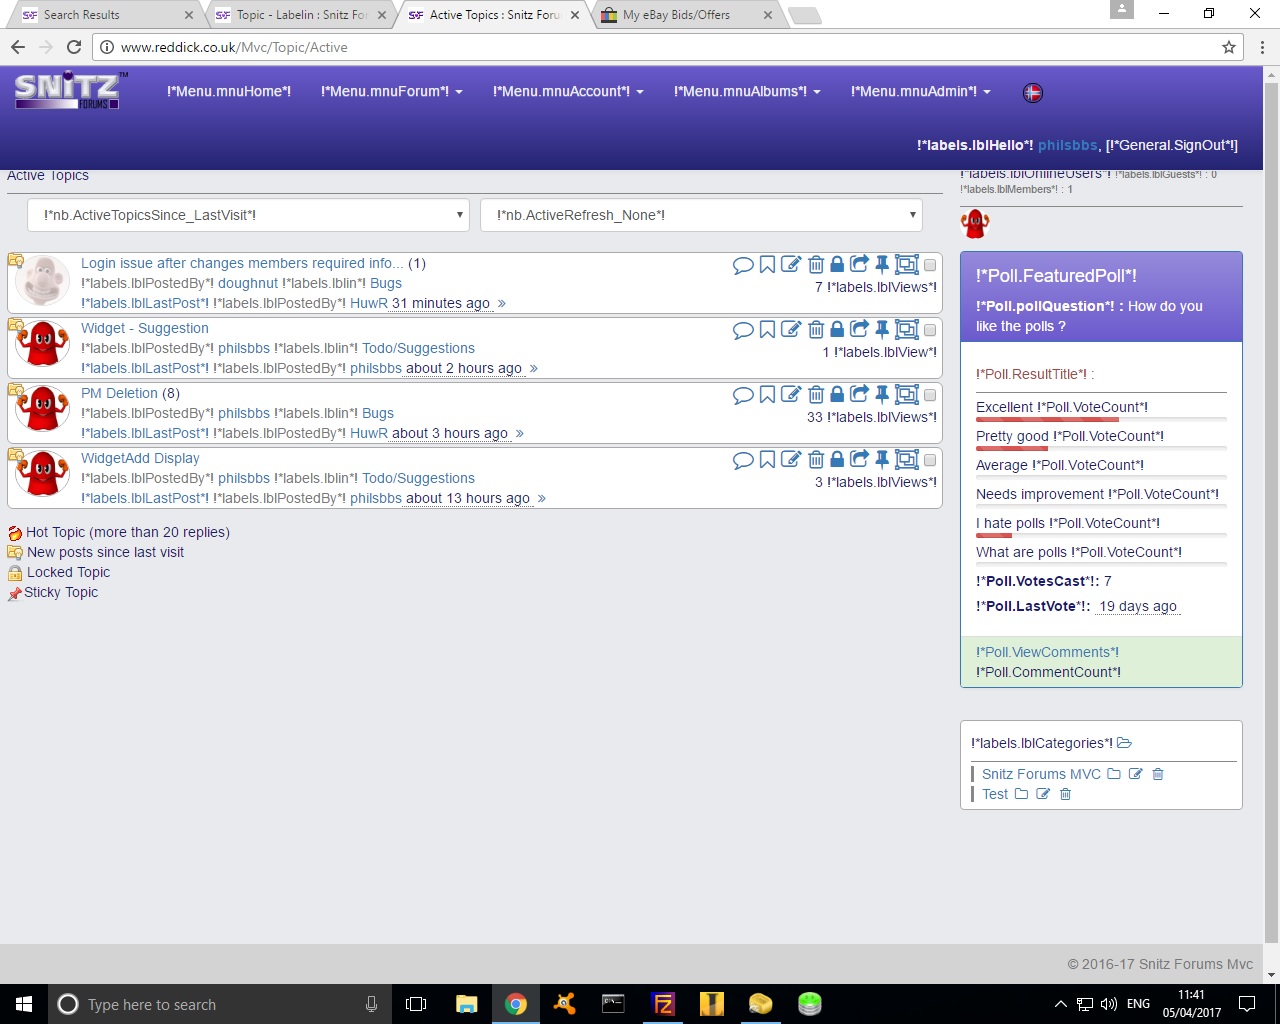 Search Results
Topic - Labelin : Snitz For
Active Topics : Snitz Foru
My eBay Bids/Offers
www.reddick.co.uk/Mvc/Topic/Active
SNiTZ TM
FORUMS
!*Menu.mnuHome*! !*Menu.mnuForum*! !*Menu.mnuAccount*! !*Menu.mnuAlbums*! !*Menu.mnuAdmin*!
!*labels.lblHello*! philsbbs, [!*General.SignOut*!]
Active Topics
!*nb.ActiveTopicsSince_LastVisit*! !*nb.ActiveRefresh_None*!
Login issue after changes members required info... (1)
!*labels.lblPostedBy*! doughnut !*labels.lblin*! Bugs
7 !*labels.lblViews*!
!*labels.lblLastPost*! !*labels.lblPostedBy*! HuwR 31 minutes ago »
Widget - Suggestion
!*labels.lblPostedBy*! philsbbs !*labels.lblin*! Todo/Suggestions
1 !*labels.lblView*!
!*labels.lblLastPost*! !*labels.lblPostedBy*! philsbbs about 2 hours ago »
PM Deletion (8)
!*labels.lblPostedBy*! philsbbs !*labels.lblin*! Bugs
33 !*labels.lblViews*!
!*labels.lblLastPost*! !*labels.lblPostedBy*! HuwR about 3 hours ago »
WidgetAdd Display
!*labels.lblPostedBy*! philsbbs !*labels.lblin*! Todo/Suggestions
3 !*labels.lblViews*!
!*labels.lblLastPost*! !*labels.lblPostedBy*! philsbbs about 13 hours ago »
Hot Topic (more than 20 replies)
New posts since last visit
Locked Topic
Sticky Topic
!*labels.lblOnlineUsers*! !*labels.lblGuests*! : 0
!*labels.lblMembers*! : 1
!*Poll.FeaturedPoll*!
!*Poll.pollQuestion*! : How do you
like the polls ?
!*Poll.ResultTitle*! :
Excellent !*Poll.VoteCount*!
Pretty good !*Poll.VoteCount*!
Average !*Poll.VoteCount*!
Needs improvement !*Poll.VoteCount*!
I hate polls !*Poll.VoteCount*!
What are polls !*Poll.VoteCount*!
!*Poll.VotesCast*!: 7
!*Poll.LastVote*!: 19 days ago
!*Poll.ViewComments*!
!*Poll.CommentCount*!
!*labels.lblCategories*!
Snitz Forums MVC
Test
© 2016-17 Snitz Forums Mvc
Type here to search
ENG
11:41
05/04/2017